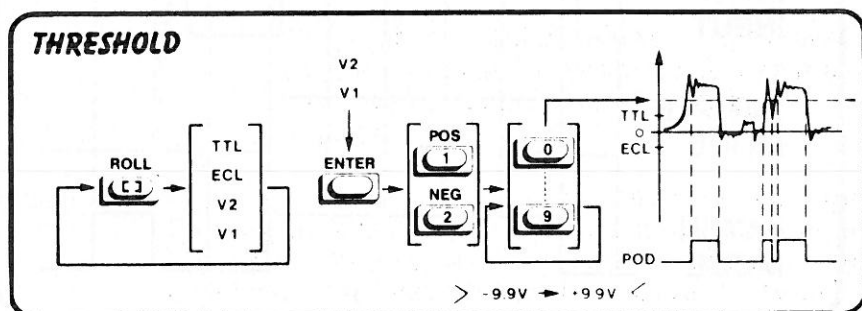 THRESHOLD
V2
V1
ROLL
[ ]
TTL
ECL
V2
V1
ENTER
POS
1
NEG
2
0
9
TTL
0
ECL
POD
> -9.9V → +9.9V <